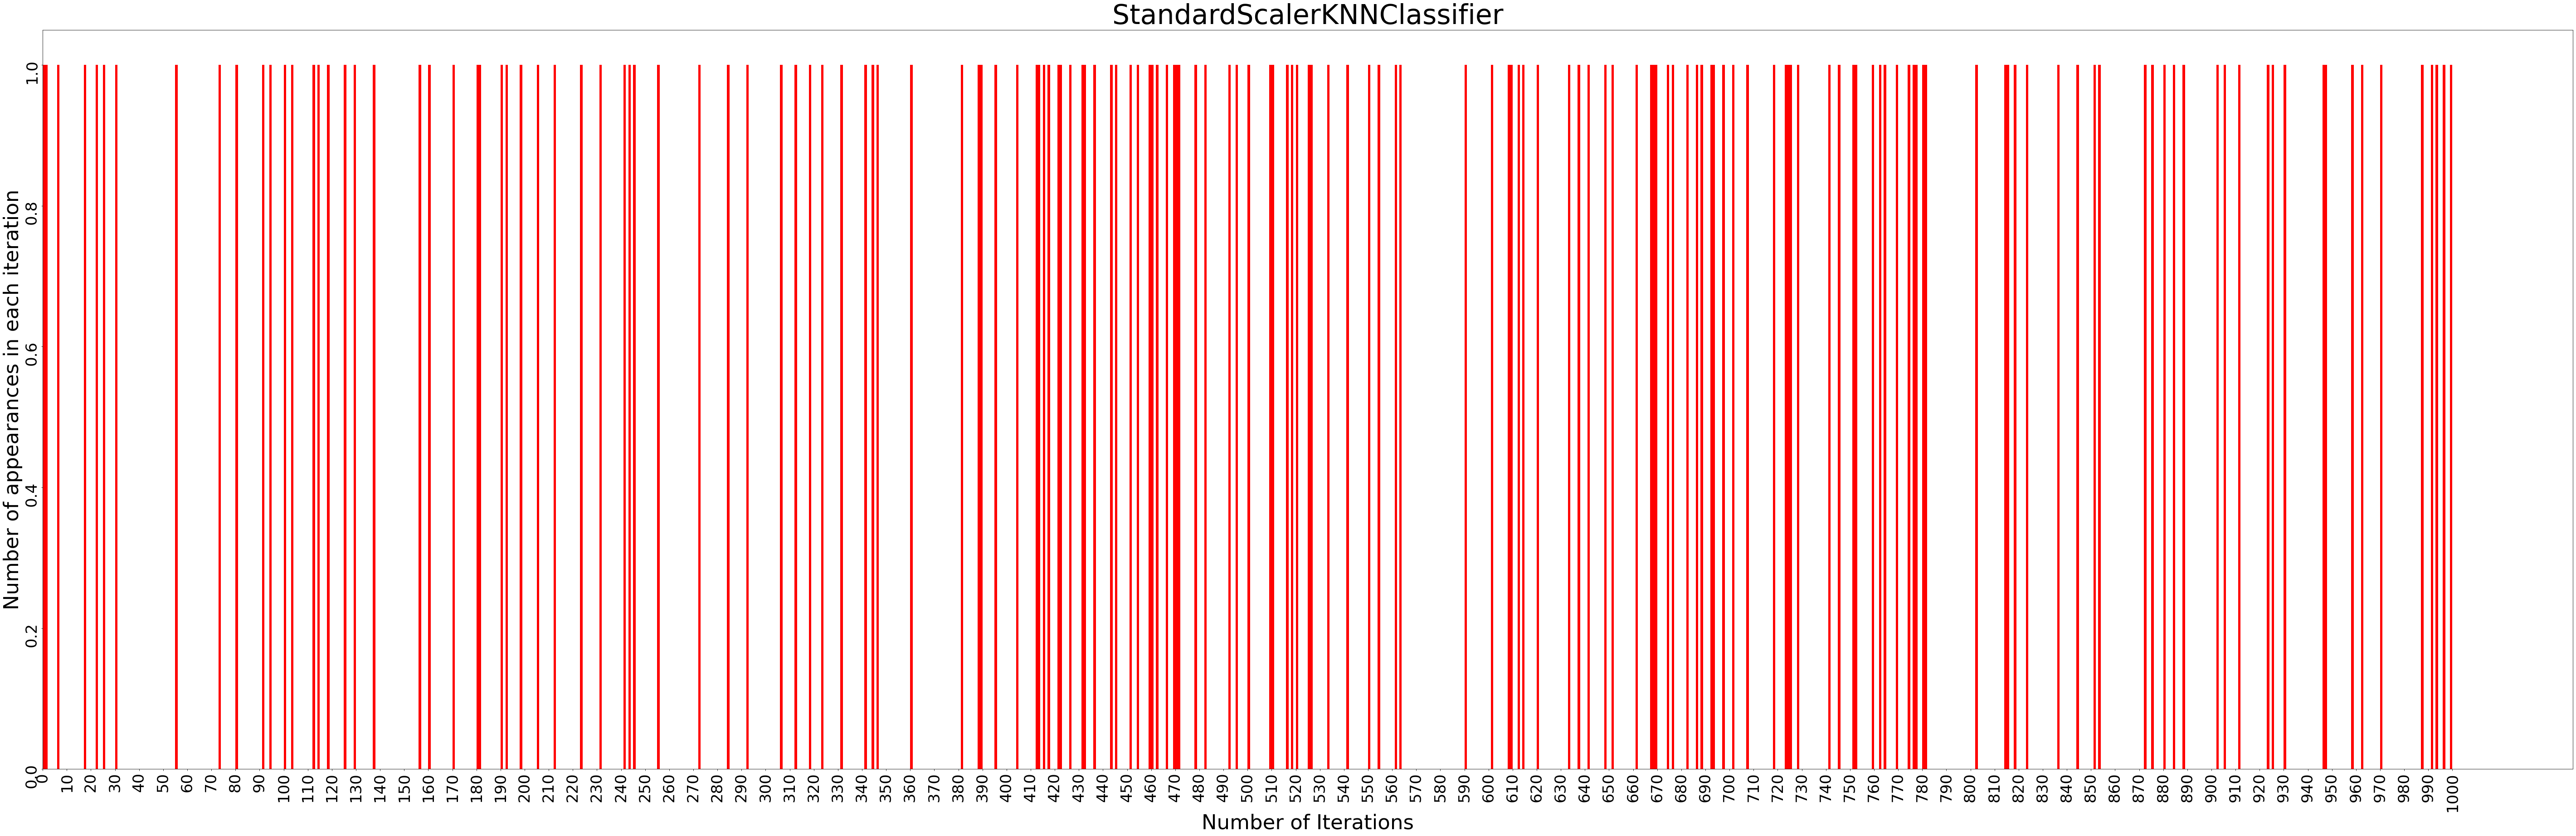 StandardScalerKNNClassifier
Number of appearances in each iteration
1.0
0.8
0.6
0.4
0.2
0.0
0 10 20 30 40 50 60 70 80 90 100 110 120 130 140 150 160 170 180 190 200 210 220 230 240 250 260 270 280 290 300 310 320 330 340 350 360 370 380 390 400 410 420 430 440 450 460 470 480 490 500 510 520 530 540 550 560 570 580 590 600 610 620 630 640 650 660 670 680 690 700 710 720 730 740 750 760 770 780 790 800 810 820 830 840 850 860 870 880 890 900 910 920 930 940 950 960 970 980 990 1000
Number of Iterations